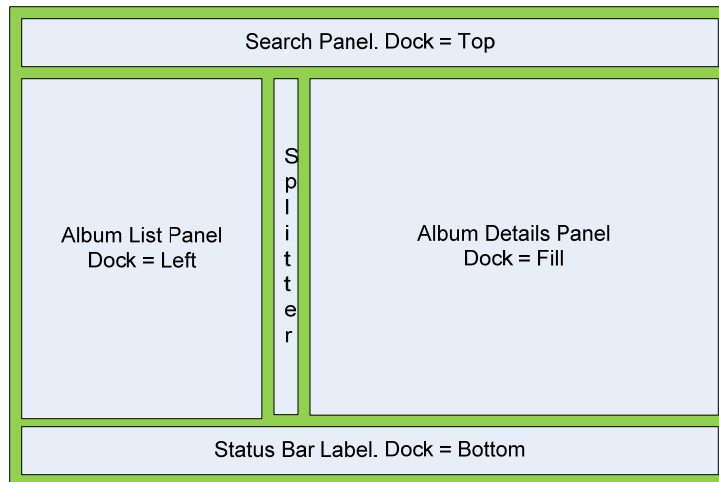 Search Panel. Dock = Top
Album List Panel
Dock = Left
Splitter
Album Details Panel
Dock = Fill
Status Bar Label. Dock = Bottom